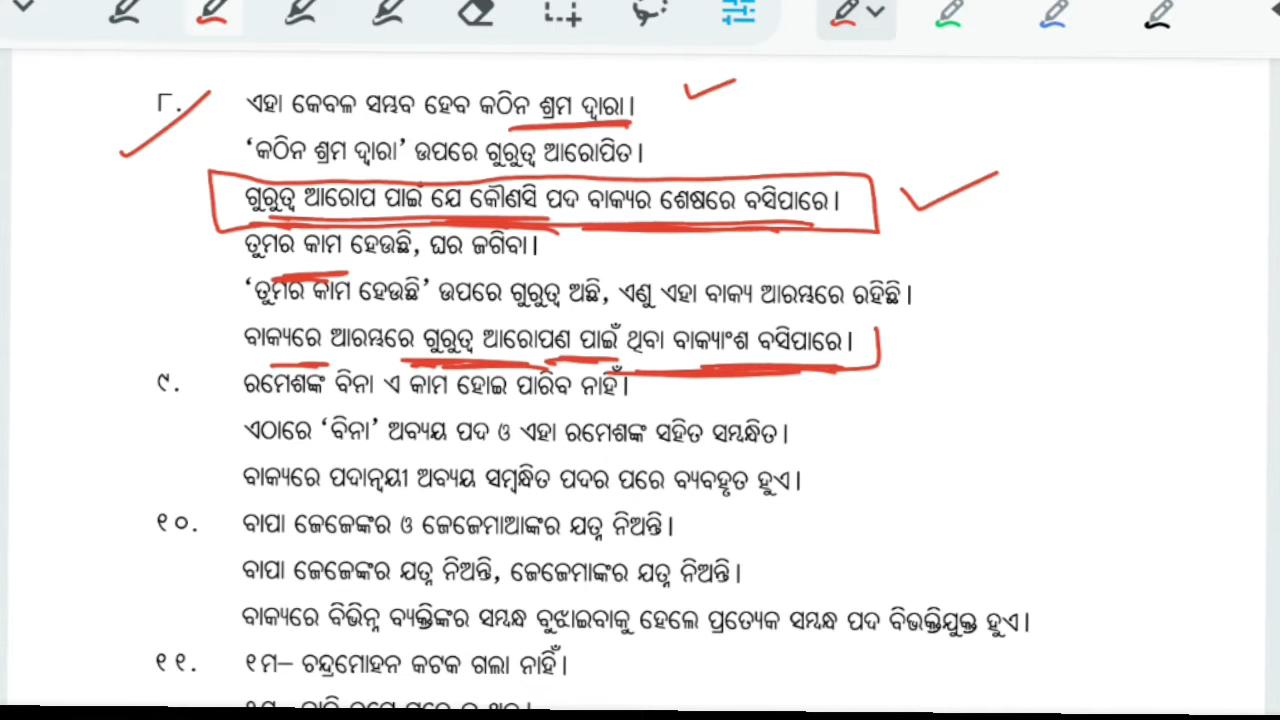 ୮. ଏହା କେବଳ ସମ୍ଭବ ହେବ କଠିନ ଶ୍ରମ ଦ୍ୱାରା।
‘କଠିନ ଶ୍ରମ ଦ୍ୱାରା’ ଉପରେ ଗୁରୁତ୍ୱ ଆରୋପିତ।
ଗୁରୁତ୍ୱ ଆରୋପ ପାଇଁ ଯେ କୌଣସି ପଦ ବାକ୍ୟର ଶେଷରେ ବସିପାରେ।
ତୁମର କାମ ହେଉଛି, ଘର ଜଗିବା।
‘ତୁମର କାମ ହେଉଛି’ ଉପରେ ଗୁରୁତ୍ୱ ଅଛି, ଏଣୁ ଏହା ବାକ୍ୟ ଆରମ୍ଭରେ ରହିଛି।
ବାକ୍ୟରେ ଆରମ୍ଭରେ ଗୁରୁତ୍ୱ ଆରୋପଣ ପାଇଁ ଥିବା ବାକ୍ୟାଂଶ ବସିପାରେ।
୯. ରମେଶଙ୍କ ବିନା ଏ କାମ ହୋଇ ପାରିବ ନାହିଁ।
ଏଠାରେ ‘ବିନା’ ଅବ୍ୟୟ ପଦ ଓ ଏହା ରମେଶଙ୍କ ସହିତ ସମ୍ବନ୍ଧିତ।
ବାକ୍ୟରେ ପଦାନ୍ୱୟୀ ଅବ୍ୟୟ ସମ୍ବନ୍ଧିତ ପଦର ପରେ ବ୍ୟବହୃତ ହୁଏ।
୧୦. ବାପା ଜେଜେଙ୍କର ଓ ଜେଜେମାଆଙ୍କର ଯତ୍ନ ନିଅନ୍ତି।
ବାପା ଜେଜେଙ୍କର ଯତ୍ନ ନିଅନ୍ତି, ଜେଜେମାଙ୍କର ଯତ୍ନ ନିଅନ୍ତି।
ବାକ୍ୟରେ ବିଭିନ୍ନ ବ୍ୟକ୍ତିଙ୍କର ସମ୍ବନ୍ଧ ବୁଝାଇବାକୁ ହେଲେ ପ୍ରତ୍ୟେକ ସମ୍ବନ୍ଧ ପଦ ବିଭକ୍ତିଯୁକ୍ତ ହୁଏ।
୧୧. ୧ମ– ଚନ୍ଦ୍ରମୋହନ କଟକ ଗଲା ନାହିଁ।